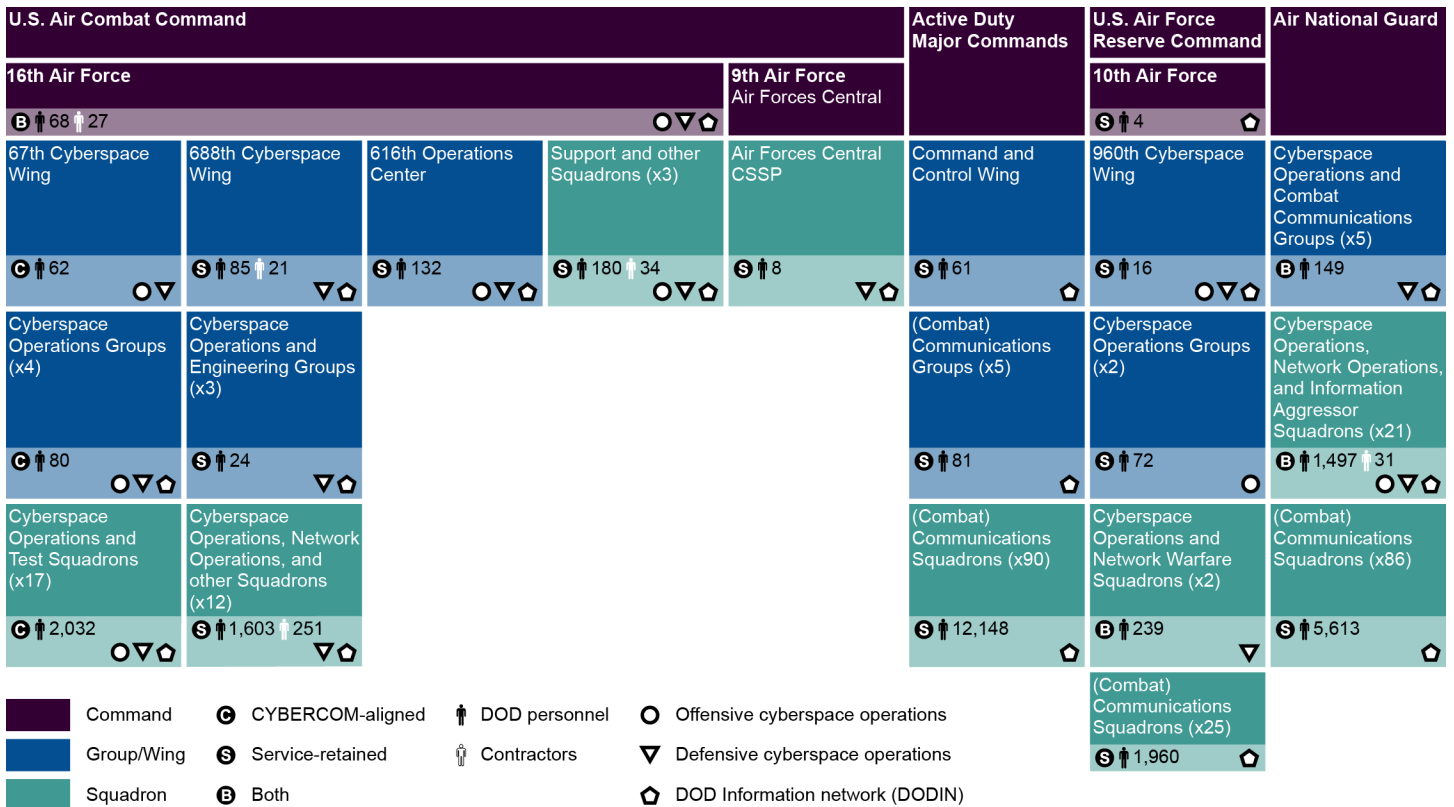 U.S. Air Combat Command
Active Duty
Major Commands
U.S. Air Force
Reserve Command
Air National Guard
16th Air Force
B 68 27
9th Air Force
Air Forces Central
10th Air Force
S 4
67th Cyberspace
Wing
C 62
688th Cyberspace
Wing
S 85 21
616th Operations
Center
S 132
Support and other
Squadrons (x3)
S 180 34
Air Forces Central
CSSP
S 8
Command and
Control Wing
S 61
960th Cyberspace
Wing
S 16
Cyberspace
Operations and
Combat
Communications
Groups (x5)
B 149
Cyberspace
Operations Groups
(x4)
C 80
Cyberspace
Operations and
Engineering Groups
(x3)
S 24
(Combat)
Communications
Groups (x5)
S 81
Cyberspace
Operations Groups
(x2)
S 72
Cyberspace
Operations,
Network Operations,
and Information
Aggressor
Squadrons (x21)
B 1,497 31
Cyberspace
Operations and
Test Squadrons
(x17)
C 2,032
Cyberspace
Operations, Network
Operations, and
other Squadrons
(x12)
S 1,603 251
(Combat)
Communications
Squadrons (x90)
S 12,148
Cyberspace
Operations and
Network Warfare
Squadrons (x2)
B 239
(Combat)
Communications
Squadrons (x86)
S 5,613
(Combat)
Communications
Squadrons (x25)
S 1,960
Command
Group/Wing
Squadron
C CYBERCOM-aligned
S Service-retained
B Both
DOD personnel
Contractors
Offensive cyberspace operations
Defensive cyberspace operations
DOD Information network (DODIN)